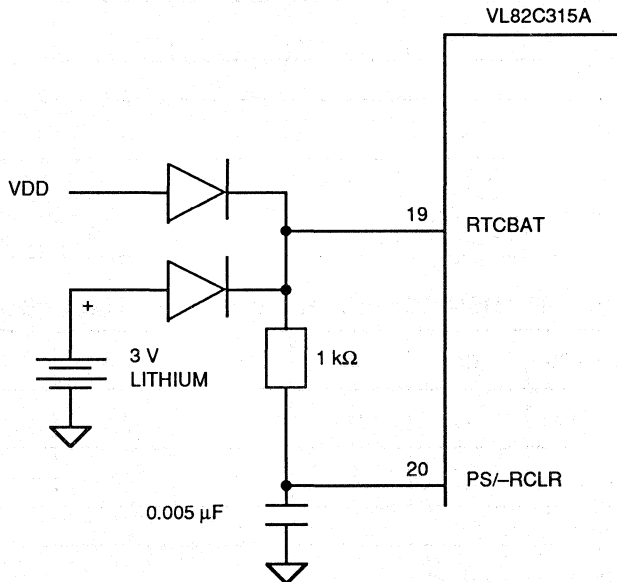 VL82C315A
VDD
19
RTCBAT
+
3 V
LITHIUM
1 kΩ
20
PS/–RCLR
0.005 µF